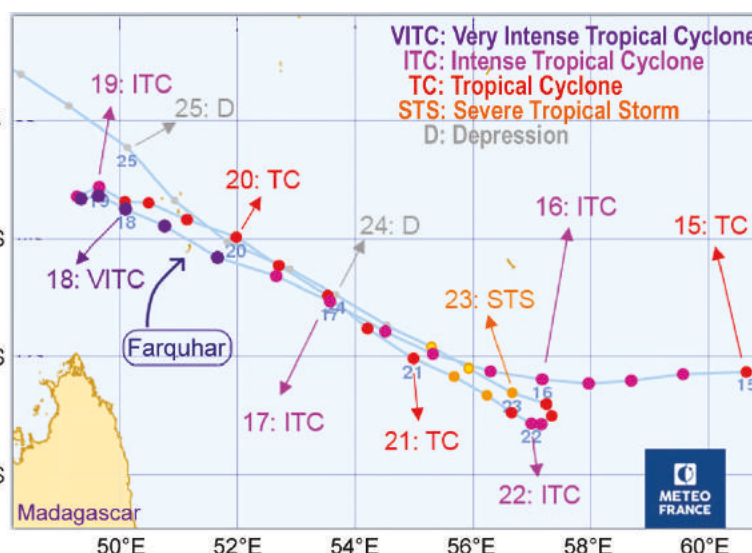 VITC: Very Intense Tropical Cyclone
ITC: Intense Tropical Cyclone
TC: Tropical Cyclone
STS: Severe Tropical Storm
D: Depression
19: ITC
25: D
25
20: TC
24: D
16: ITC
15: TC
19
18
20
18: VITC
23: STS
Farquhar
17
4
21
16
15
17: ITC
23
21: TC
22
22: ITC
S
S
S
METEO
FRANCE
Madagascar
50°E
52°E
54°E
56°E
58°E
60°E